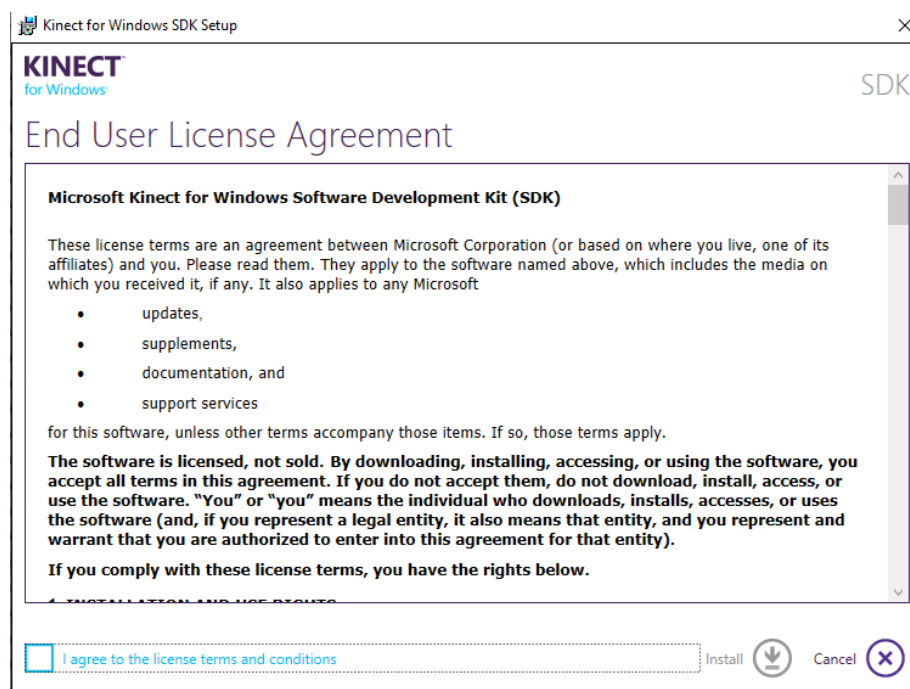 Kinect for Windows SDK Setup
KINECT
for Windows
SDK
End User License Agreement
Microsoft Kinect for Windows Software Development Kit (SDK)
These license terms are an agreement between Microsoft Corporation (or based on where you live, one of its
affiliates) and you. Please read them. They apply to the software named above, which includes the media on
which you received it, if any. It also applies to any Microsoft
• updates,
• supplements,
• documentation, and
• support services
for this software, unless other terms accompany those items. If so, those terms apply.
The software is licensed, not sold. By downloading, installing, accessing, or using the software, you
accept all terms in this agreement. If you do not accept them, do not download, install, access, or
use the software. “You” or “you” means the individual who downloads, installs, accesses, or uses
the software (and, if you represent a legal entity, it also means that entity, and you represent and
warrant that you are authorized to enter into this agreement for that entity).
If you comply with these license terms, you have the rights below.
1. INSTALLATION AND USE RIGHTS
I agree to the license terms and conditions
Install
Cancel